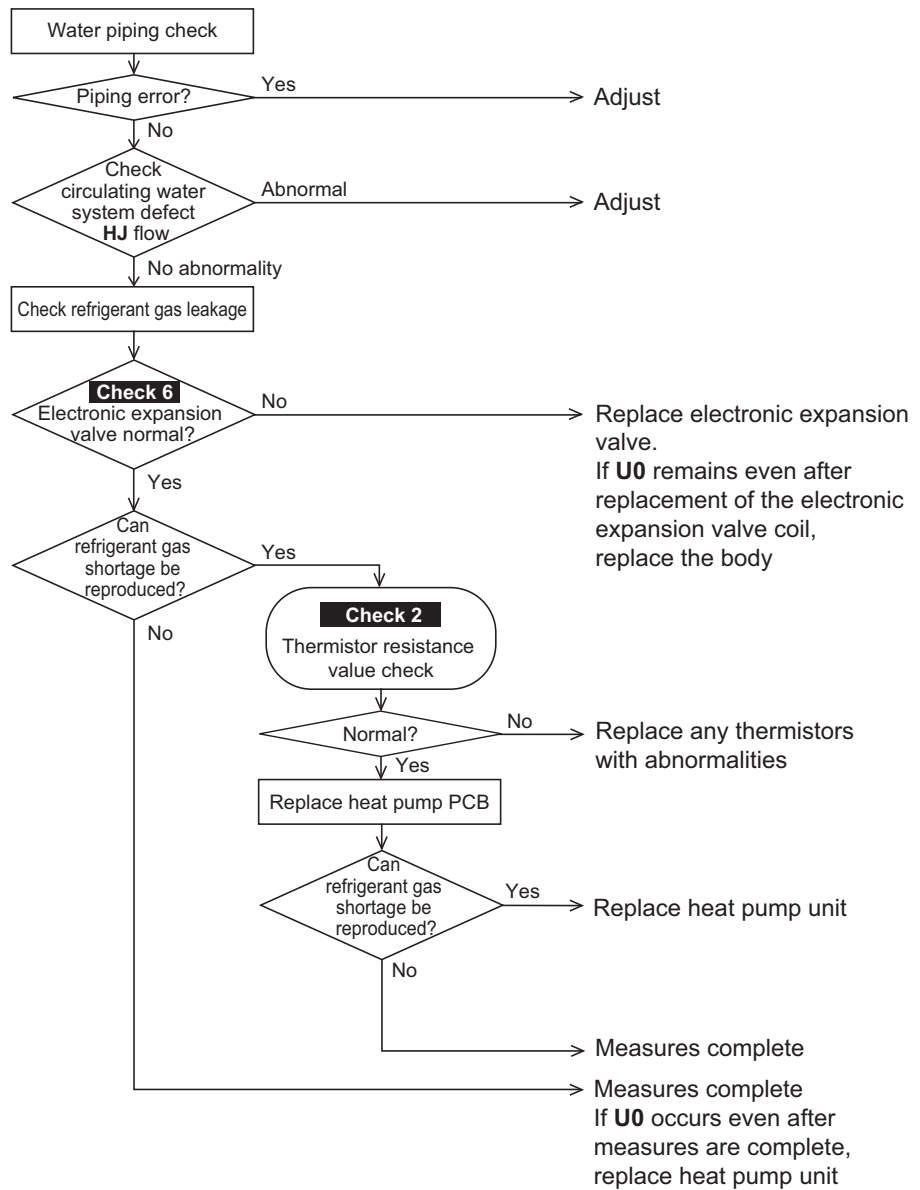 Water piping check
Piping error?
Yes
Adjust
No
Check
circulating water
system defect
HJ flow
Abnormal
Adjust
No abnormality
Check refrigerant gas leakage
Check 6
Electronic expansion
valve normal?
No
Replace electronic expansion
valve.
If U0 remains even after
replacement of the electronic
expansion valve coil,
replace the body
Yes
Can
refrigerant gas
shortage be
reproduced?
Yes
No
Check 2
Thermistor resistance
value check
Normal?
No
Replace any thermistors
with abnormalities
Yes
Replace heat pump PCB
Can
refrigerant gas
shortage be
reproduced?
Yes
Replace heat pump unit
No
Measures complete
Measures complete
If U0 occurs even after
measures are complete,
replace heat pump unit